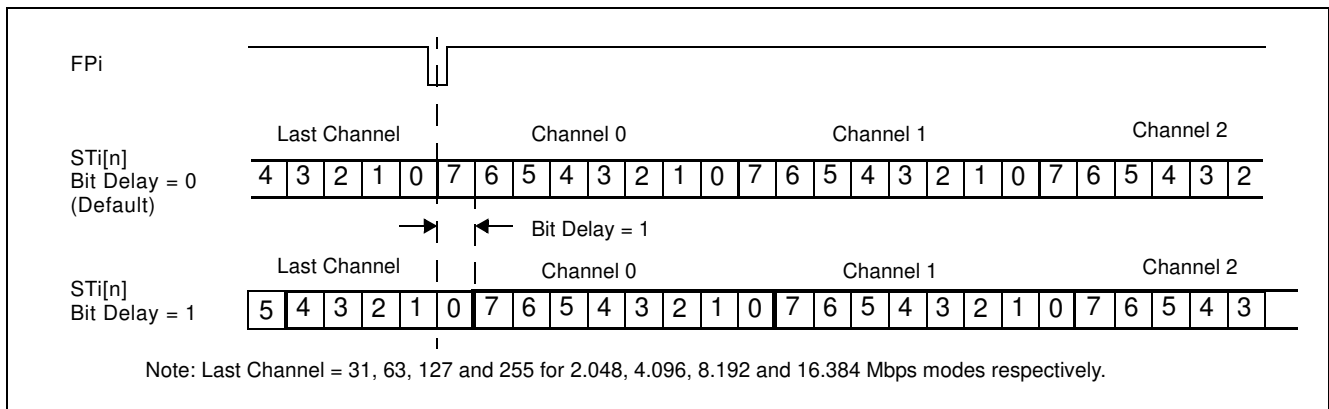 FPi
Last Channel Channel 0 Channel 1 Channel 2
STi[n]
Bit Delay = 0
(Default)
4 3 2 1 0 7 6 5 4 3 2 1 0 7 6 5 4 3 2 1 0 7 6 5 4 3 2
Bit Delay = 1
Last Channel Channel 0 Channel 1 Channel 2
STi[n]
Bit Delay = 1
5 4 3 2 1 0 7 6 5 4 3 2 1 0 7 6 5 4 3 2 1 0 7 6 5 4 3
Note: Last Channel = 31, 63, 127 and 255 for 2.048, 4.096, 8.192 and 16.384 Mbps modes respectively.